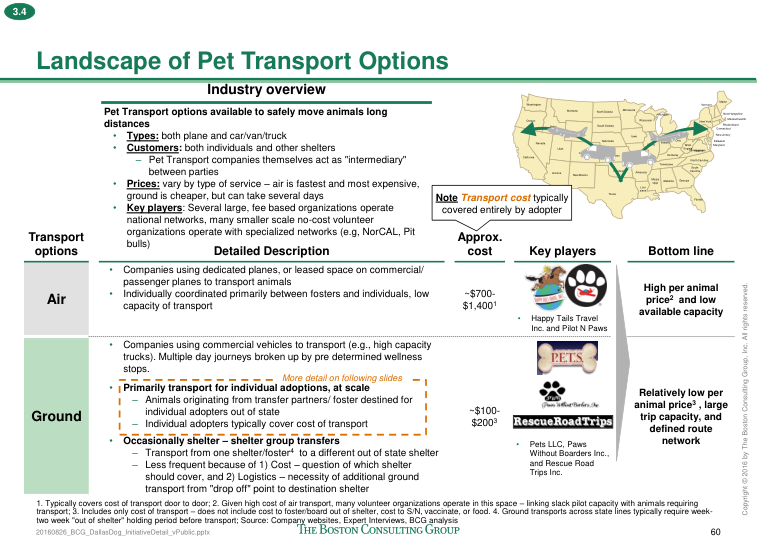 3.4
Landscape of Pet Transport Options
Industry overview
Pet Transport options available to safely move animals long
distances
• Types: both plane and car/van/truck
• Customers: both individuals and other shelters
– Pet Transport companies themselves act as "intermediary"
between parties
• Prices: vary by type of service – air is fastest and most expensive,
ground is cheaper, but can take several days
• Key players: Several large, fee based organizations operate
national networks, many smaller scale no-cost volunteer
organizations operate with specialized networks (e.g, NorCAL, Pit
bulls)
Note Transport cost typically
covered entirely by adopter
Transport
options
Detailed Description
Approx.
cost
Key players
Bottom line
Air
• Companies using dedicated planes, or leased space on commercial/
passenger planes to transport animals
• Individually coordinated primarily between fosters and individuals, low
capacity of transport
~$700-
$1,400¹
• Happy Tails Travel
Inc. and Pilot N Paws
High per animal
price² and low
available capacity
Ground
• Companies using commercial vehicles to transport (e.g., high capacity
trucks). Multiple day journeys broken up by pre determined wellness
stops.
More detail on following slides
• Primarily transport for individual adoptions, at scale
– Animals originating from transfer partners/ foster destined for
individual adopters out of state
– Individual adopters typically cover cost of transport
• Occasionally shelter – shelter group transfers
– Transport from one shelter/foster⁴ to a different out of state shelter
– Less frequent because of 1) Cost – question of which shelter
should cover, and 2) Logistics – necessity of additional ground
transport from "drop off" point to destination shelter
~$100-
$200³
P.E.T.S.
Paws Without Borders, Inc.
RescueRoadTrips
• Pets LLC, Paws
Without Boarders Inc.,
and Rescue Road
Trips Inc.
Relatively low per
animal price³ , large
trip capacity, and
defined route
network
1. Typically covers cost of transport door to door; 2. Given high cost of air transport, many volunteer organizations operate in this space – linking slack pilot capacity with animals requiring
transport; 3. Includes only cost of transport – does not include cost to foster/board out of shelter, cost to S/N, vaccinate, or food. 4. Ground transports across state lines typically require week-
two week "out of shelter" holding period before transport; Source: Company websites, Expert Interviews, BCG analysis
20160826_BCG_DallasDog_InitiativeDetail_vPublic.pptx
THE BOSTON CONSULTING GROUP
60
Copyright © 2016 by The Boston Consulting Group, Inc. All rights reserved.